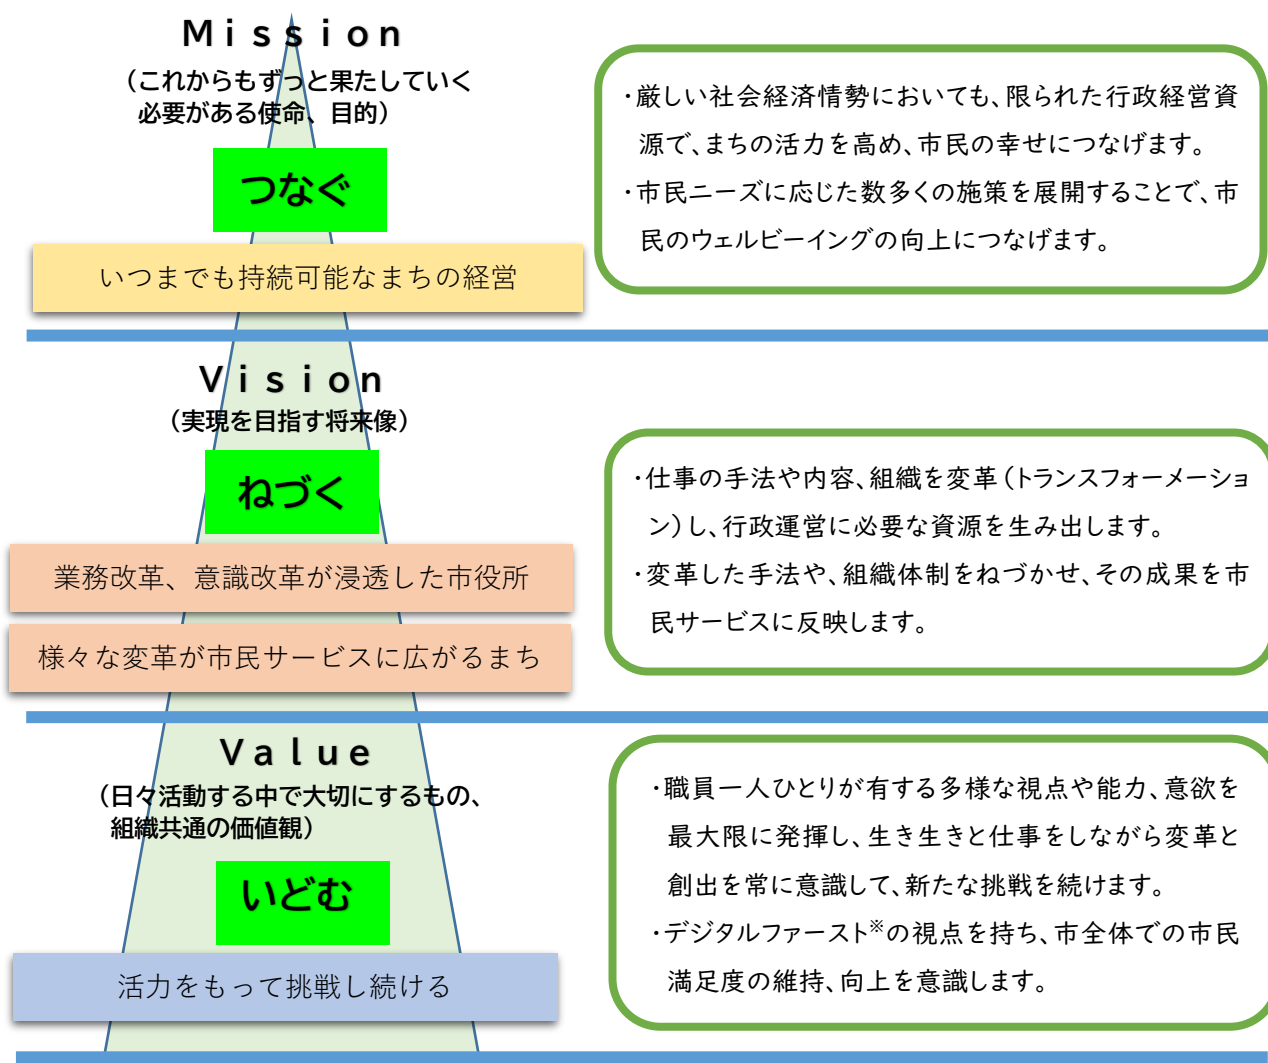 Ｍｉｓｓｉｏｎ
（これからもずっと果たしていく
必要がある使命、目的）
つなぐ
いつまでも持続可能なまちの経営
・厳しい社会経済情勢においても、限られた行政経営資
源で、まちの活力を高め、市民の幸せにつなげます。
・市民ニーズに応じた数多くの施策を展開することで、市
民のウェルビーイングの向上につなげます。
Ｖｉｓｉｏｎ
（実現を目指す将来像）
ねづく
業務改革、意識改革が浸透した市役所
様々な変革が市民サービスに広がるまち
・仕事の手法や内容、組織を変革（トランスフォーメーショ
ン）し、行政運営に必要な資源を生み出します。
・変革した手法や、組織体制をねづかせ、その成果を市
民サービスに反映します。
Ｖａｌｕｅ
（日々活動する中で大切にするもの、
組織共通の価値観）
いどむ
活力をもって挑戦し続ける
・職員一人ひとりが有する多様な視点や能力、意欲を
最大限に発揮し、生き生きと仕事をしながら変革と
創出を常に意識して、新たな挑戦を続けます。
・デジタルファースト※の視点を持ち、市全体での市民
満足度の維持、向上を意識します。